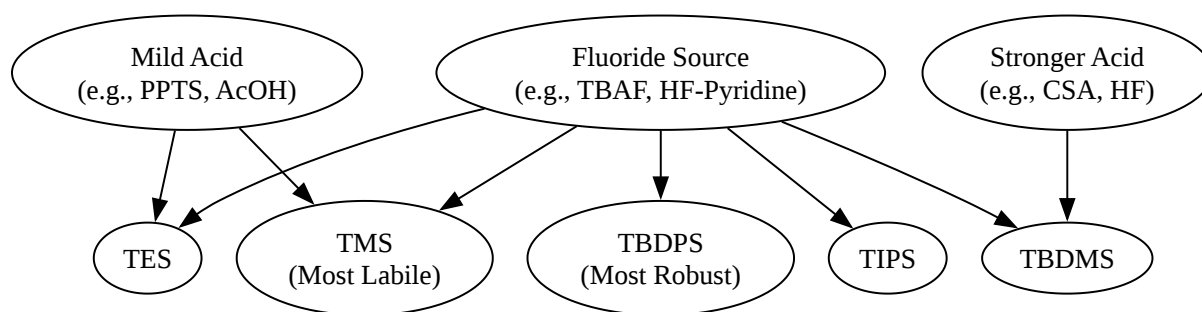 Mild Acid
(e.g., PPTS, AcOH)
Fluoride Source
(e.g., TBAF, HF-Pyridine)
Stronger Acid
(e.g., CSA, HF)
TES
TMS
(Most Labile)
TBDPS
(Most Robust)
TIPS
TBDMS